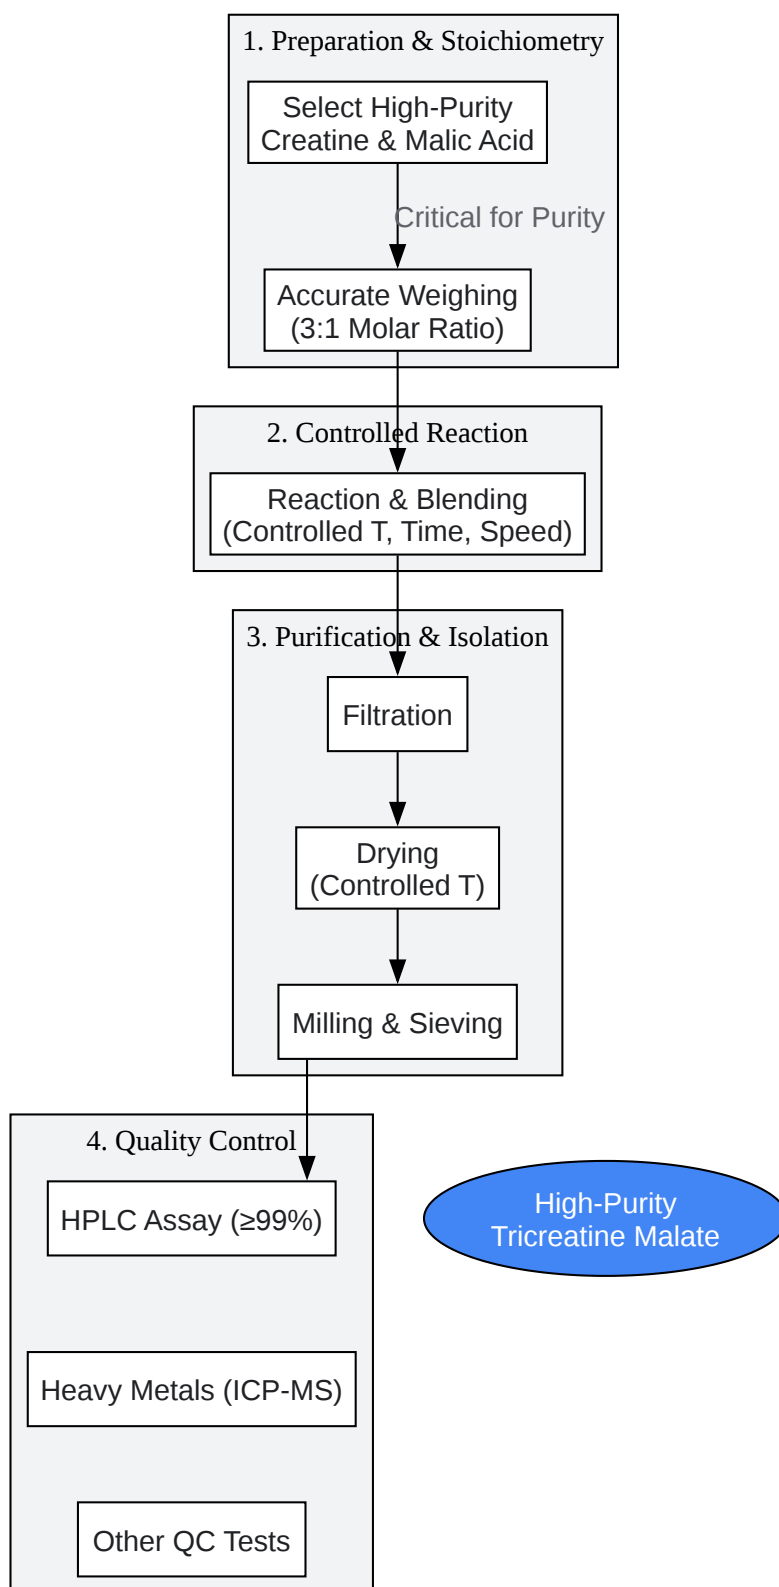 1. Preparation & Stoichiometry
Select High-Purity
Creatine & Malic Acid
Critical for Purity
Accurate Weighing
(3:1 Molar Ratio)
2. Controlled Reaction
Reaction & Blending
(Controlled T, Time, Speed)
3. Purification & Isolation
Filtration
Drying
(Controlled T)
Milling & Sieving
4. Quality Control
HPLC Assay (≥99%)
High-Purity
Tricreatine Malate
Heavy Metals (ICP-MS)
Other QC Tests